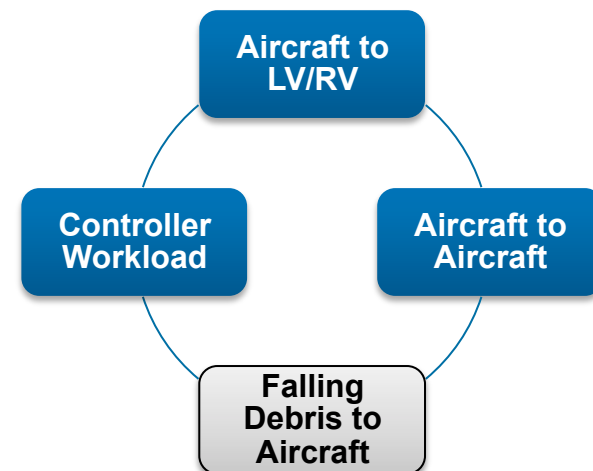 Aircraft to
LV/RV
Controller
Workload
Aircraft to
Aircraft
Falling
Debris to
Aircraft